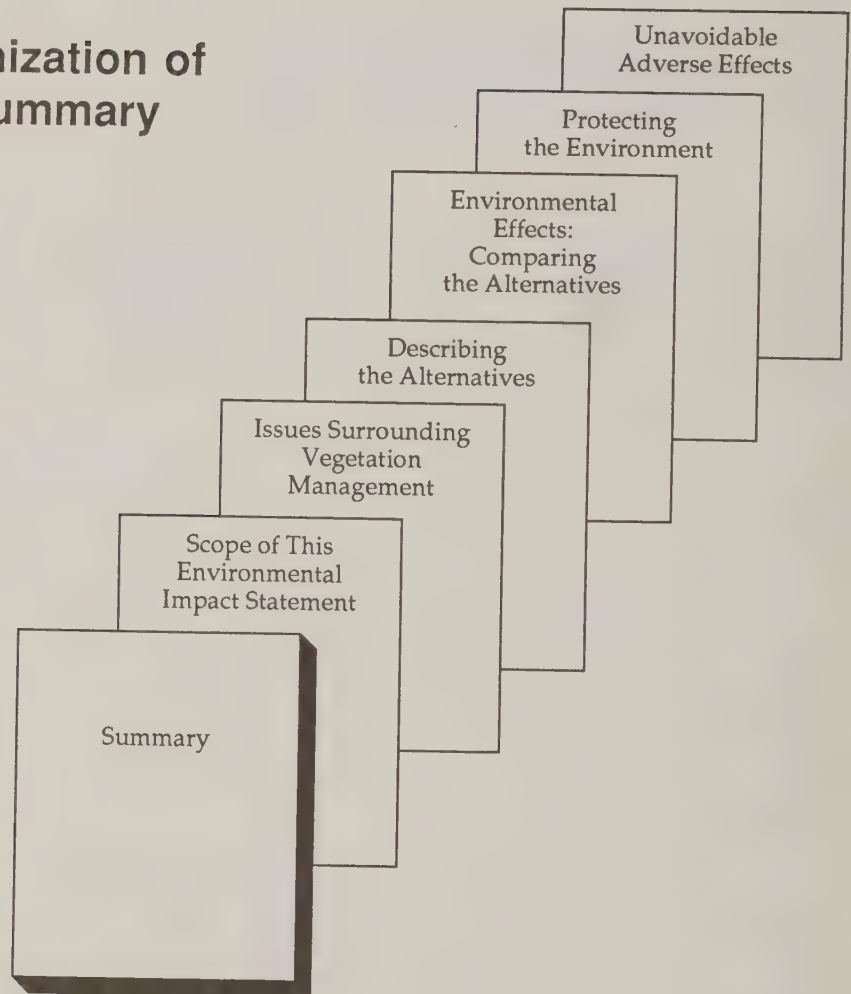 nization of
ummary
Unavoidable
Adverse Effects
Protecting
the Environment
Environmental
Effects:
Comparing
the Alternatives
Describing
the Alternatives
Issues Surrounding
Vegetation
Management
Scope of This
Environmental
Impact Statement
Summary